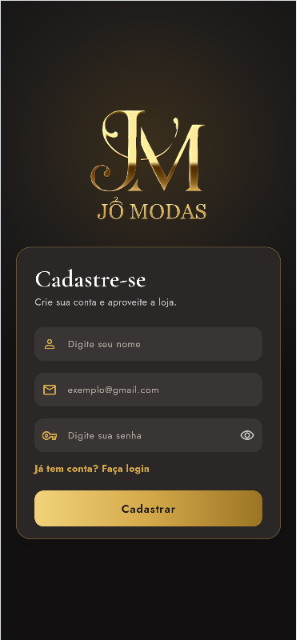 JM
JÔ MODAS
Cadastre-se
Crie sua conta e aproveite a loja.
Digite seu nome
exemplo@gmail.com
Digite sua senha
Já tem conta? Faça login
Cadastrar